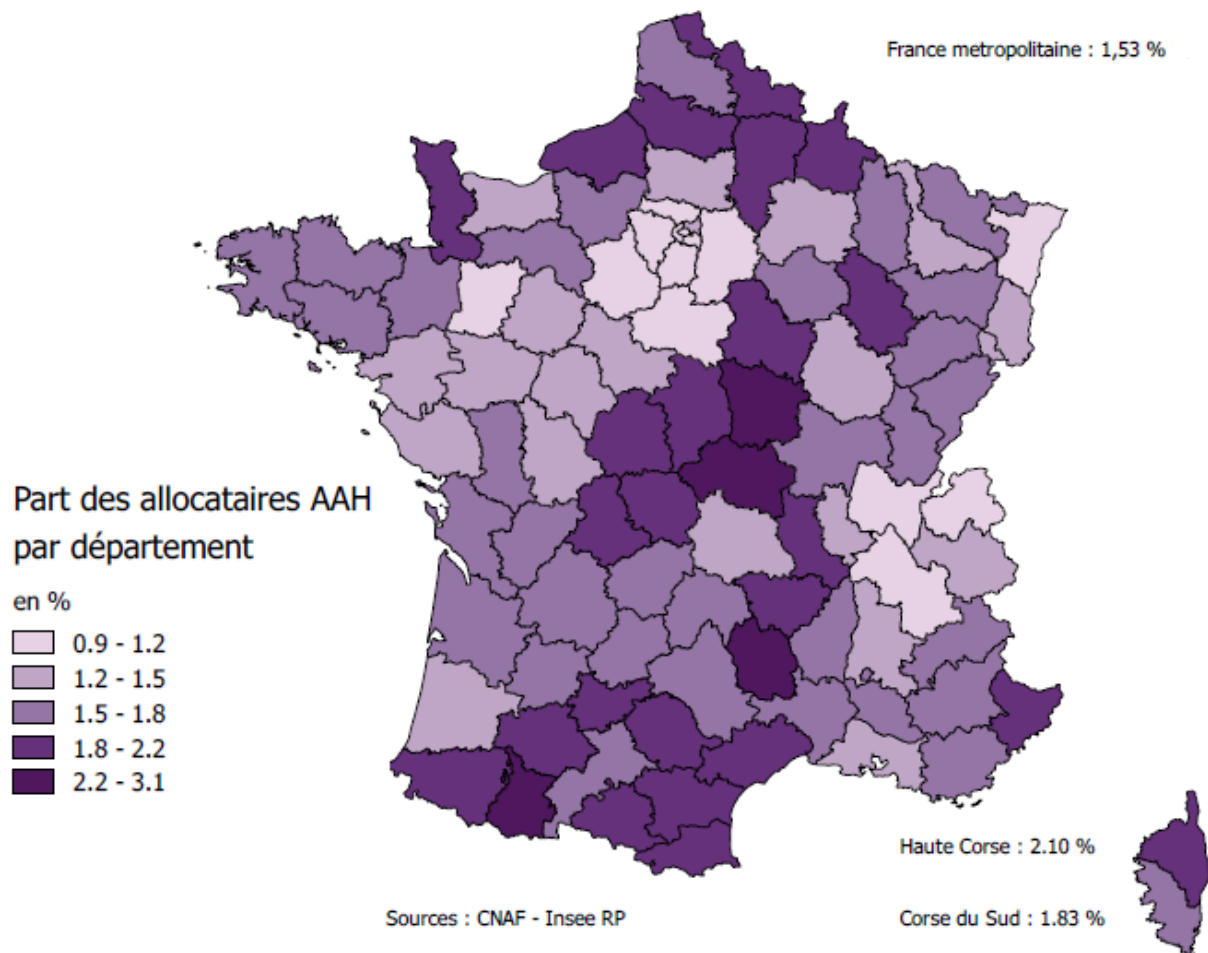 France metropolitaine : 1,53 %
Part des allocataires AAH
par département
en %
0.9 - 1.2
1.2 - 1.5
1.5 - 1.8
1.8 - 2.2
2.2 - 3.1
Haute Corse : 2.10 %
Sources : CNAF - Insee RP
Corse du Sud : 1.83 %